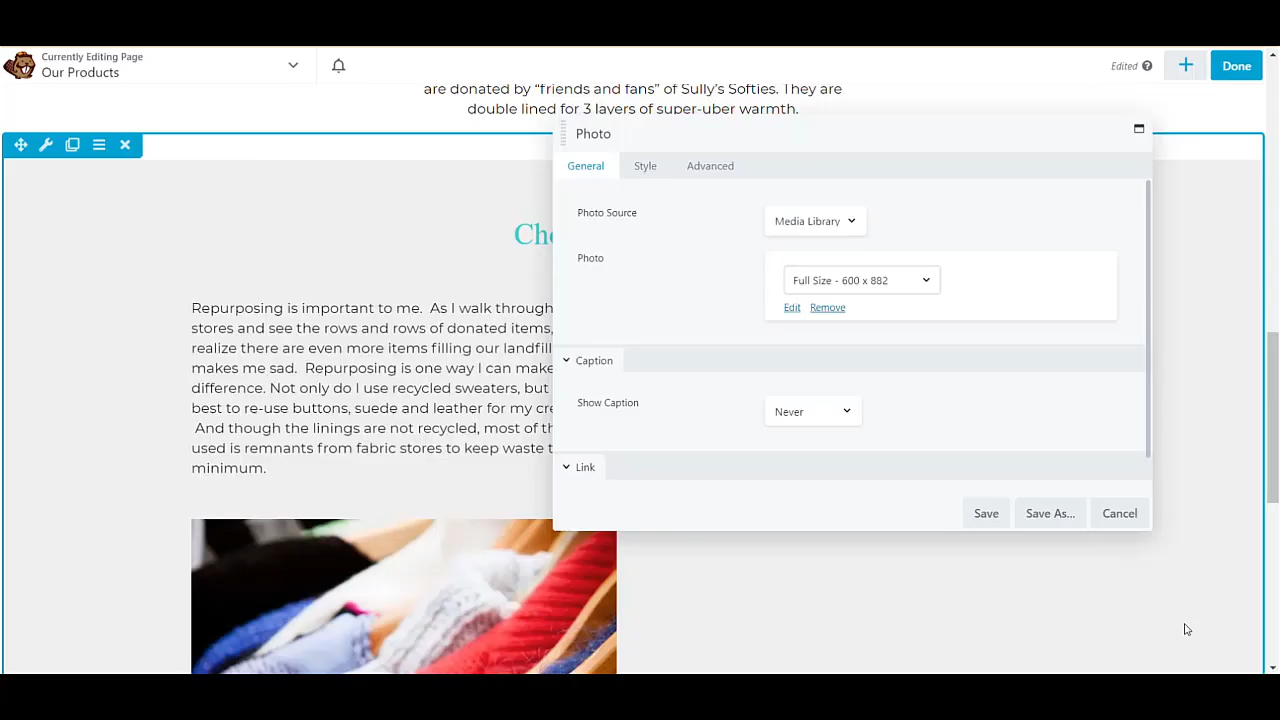 Currently Editing Page
Our Products
Edited
Done
are donated by “friends and fans” of Sully’s Softies. They are
double lined for 3 layers of super-uber warmth.
Photo
General Style Advanced
Photo Source
Media Library
Photo
Full Size - 600 x 882
Edit Remove
Caption
Show Caption
Never
Link
Save Save As... Cancel
Repurposing is important to me. As I walk through
stores and see the rows and rows of donated items,
realize there are even more items filling our landfill
makes me sad. Repurposing is one way I can make
difference. Not only do I use recycled sweaters, but
best to re-use buttons, suede and leather for my
And though the linings are not recycled, most of
used is remnants from fabric stores to keep waste
minimum.